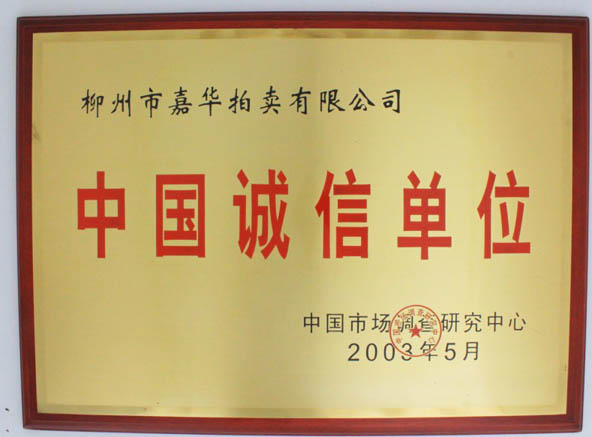 柳州市嘉华拍卖有限公司
中国诚信单位
中国市场调查研究中心
2003年5月